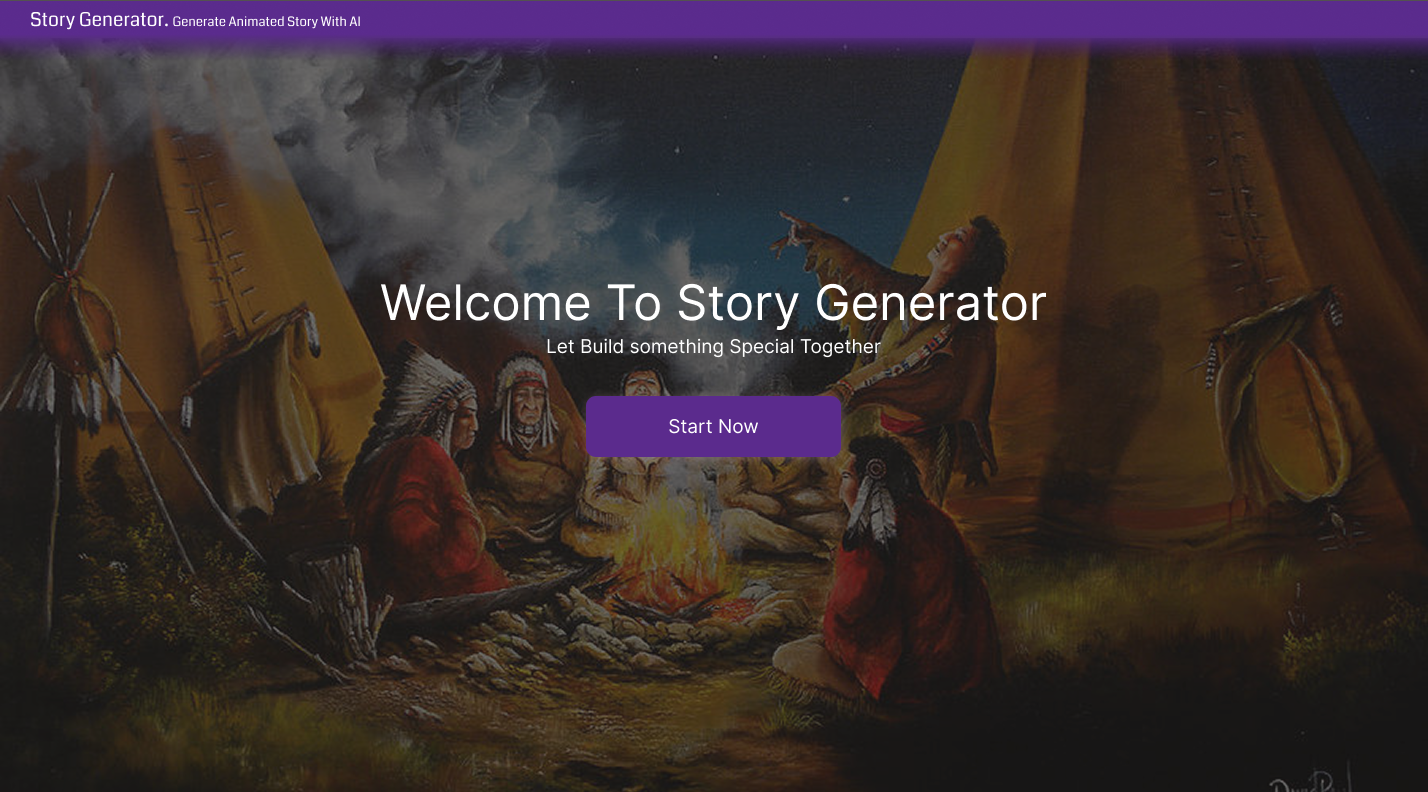 Story Generator. Generate Animated Story With AI
Welcome To Story Generator
Let Build something Special Together
Start Now